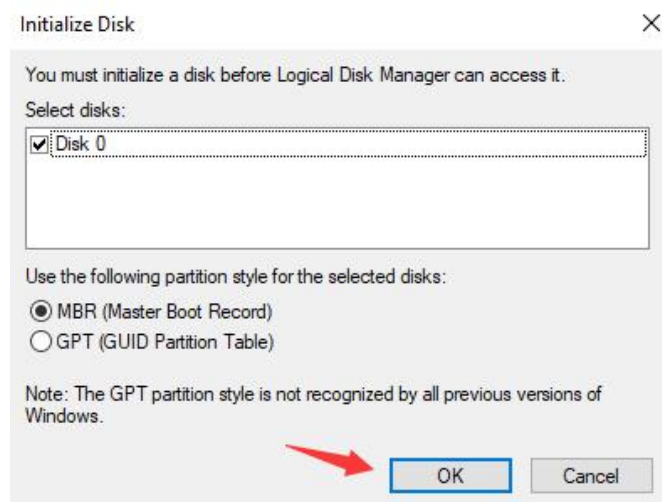 Initialize Disk
You must initialize a disk before Logical Disk Manager can access it.
Select disks:
Disk 0
Use the following partition style for the selected disks:
MBR (Master Boot Record)
GPT (GUID Partition Table)
Note: The GPT partition style is not recognized by all previous versions of
Windows.
OK Cancel